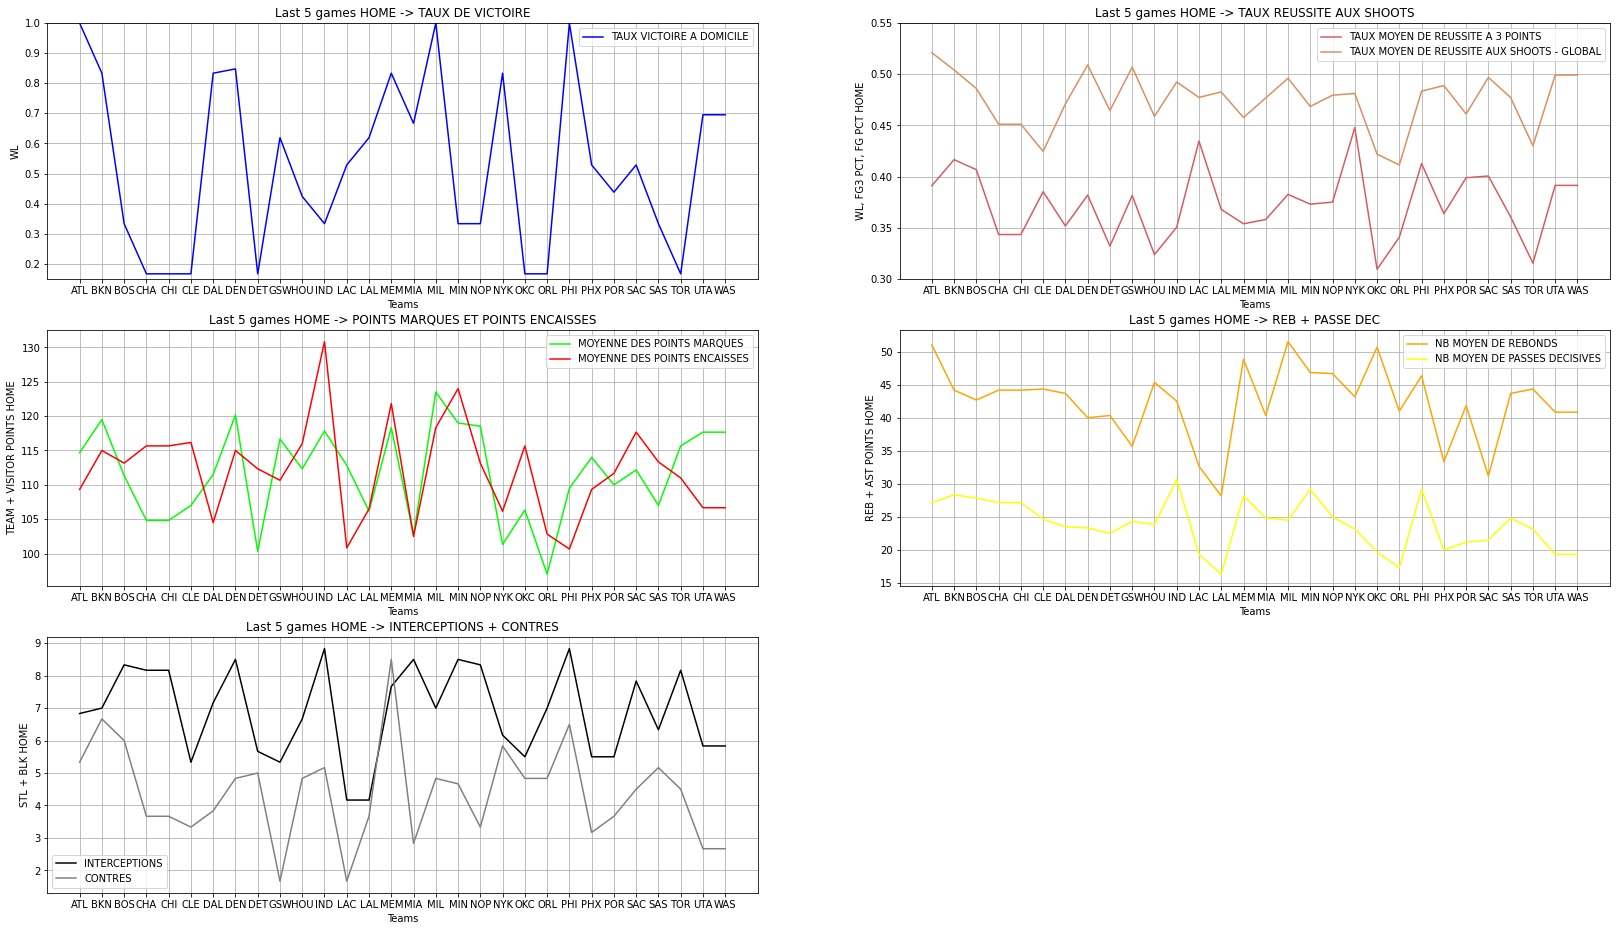 Last 5 games HOME -> TAUX DE VICTOIRE
TAUX VICTOIRE A DOMICILE
WL
1.0
0.9
0.8
0.7
0.6
0.5
0.4
0.3
0.2
ATL BKN BOS CHA CHI CLE DAL DEN DET GSW HOU IND LAC LAL MEM MIA MIL MIN NOP NYK OKC ORL PHI PHX POR SAC SAS TOR UTA WAS
Teams
Last 5 games HOME -> TAUX REUSSITE AUX SHOOTS
TAUX MOYEN DE REUSSITE A 3 POINTS
TAUX MOYEN DE REUSSITE AUX SHOOTS - GLOBAL
WL, FG3 PCT, FG PCT HOME
0.55
0.50
0.45
0.40
0.35
0.30
ATL BKN BOS CHA CHI CLE DAL DEN DET GSW HOU IND LAC LAL MEM MIA MIL MIN NOP NYK OKC ORL PHI PHX POR SAC SAS TOR UTA WAS
Teams
Last 5 games HOME -> POINTS MARQUES ET POINTS ENCAISSES
MOYENNE DES POINTS MARQUES
MOYENNE DES POINTS ENCAISSES
TEAM + VISITOR POINTS HOME
130
125
120
115
110
105
100
ATL BKN BOS CHA CHI CLE DAL DEN DET GSW HOU IND LAC LAL MEM MIA MIL MIN NOP NYK OKC ORL PHI PHX POR SAC SAS TOR UTA WAS
Teams
Last 5 games HOME -> REB + PASSE DEC
NB MOYEN DE REBONDS
NB MOYEN DE PASSES DECISIVES
REB + AST POINTS HOME
50
45
40
35
30
25
20
15
ATL BKN BOS CHA CHI CLE DAL DEN DET GSW HOU IND LAC LAL MEM MIA MIL MIN NOP NYK OKC ORL PHI PHX POR SAC SAS TOR UTA WAS
Teams
Last 5 games HOME -> INTERCEPTIONS + CONTRES
STL + BLK HOME
9
8
7
6
5
4
3
2
INTERCEPTIONS
CONTRES
ATL BKN BOS CHA CHI CLE DAL DEN DET GSW HOU IND LAC LAL MEM MIA MIL MIN NOP NYK OKC ORL PHI PHX POR SAC SAS TOR UTA WAS
Teams